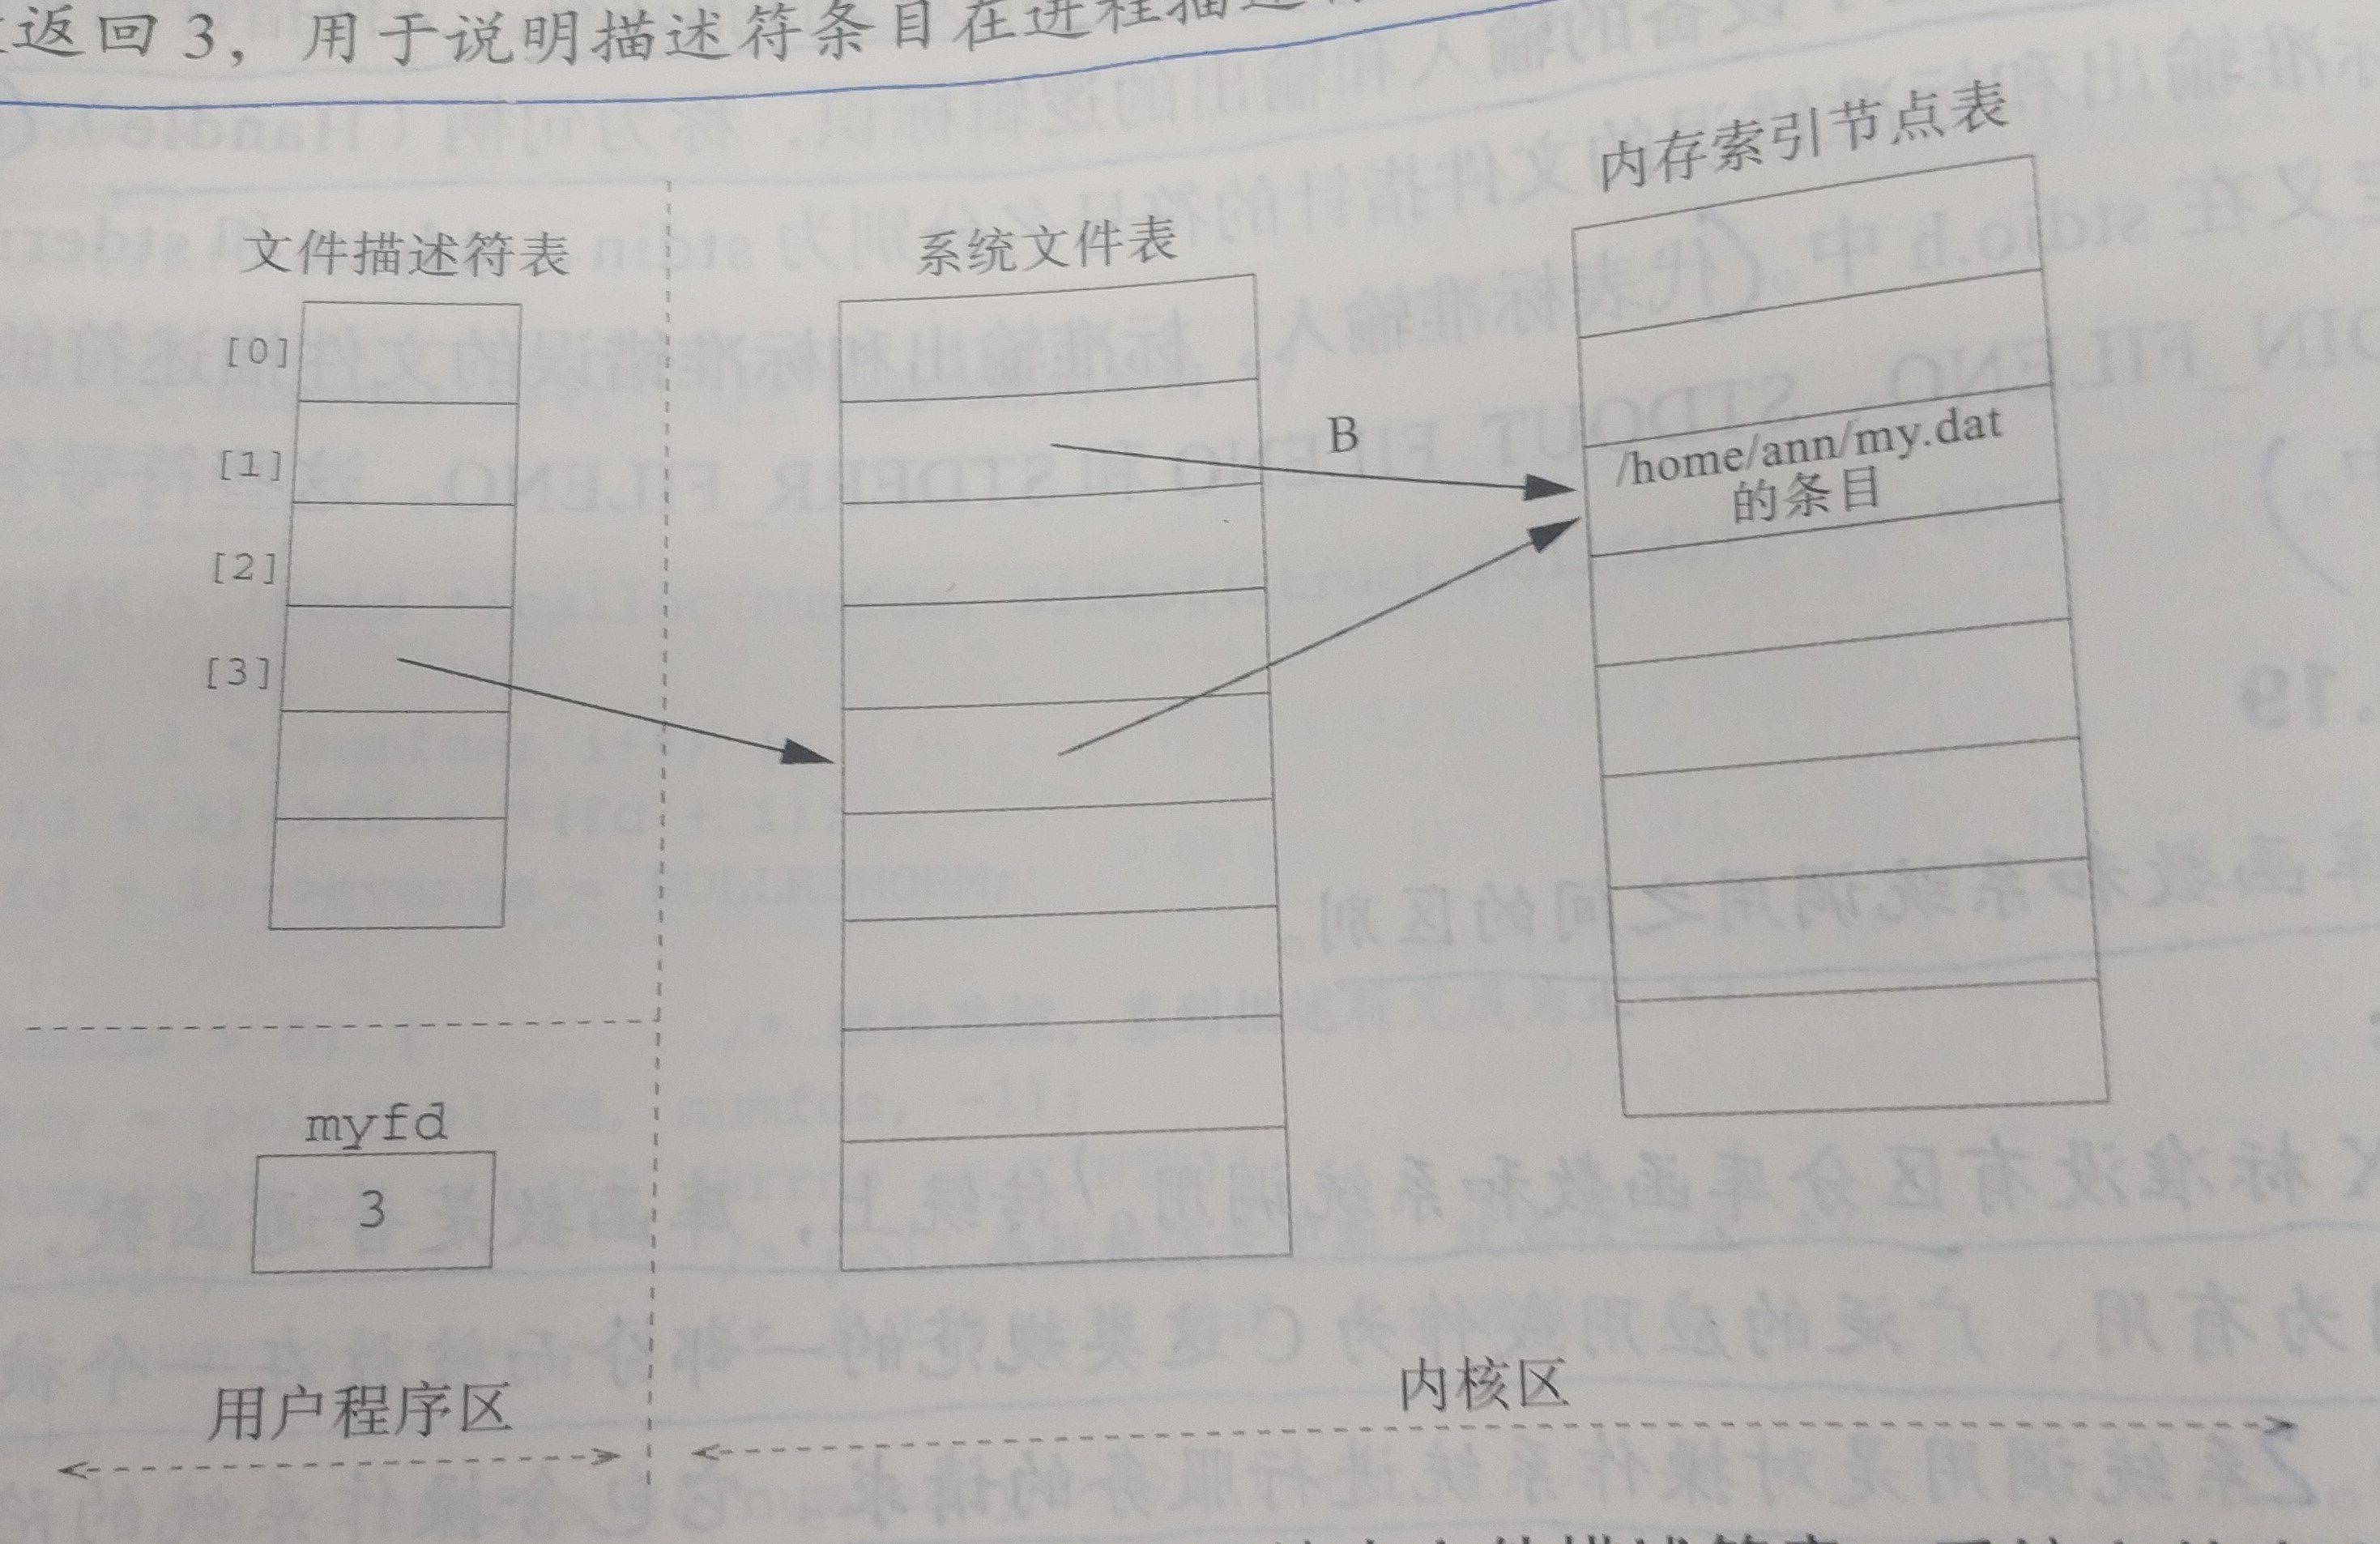 返回 3，用于说明描述符条目在进程描述
内存索引节点表
文件描述符表
系统文件表
[0]
[1]
[2]
[3]
B
/home/ann/my.dat
的条目
myfd
3
用户程序区
内核区